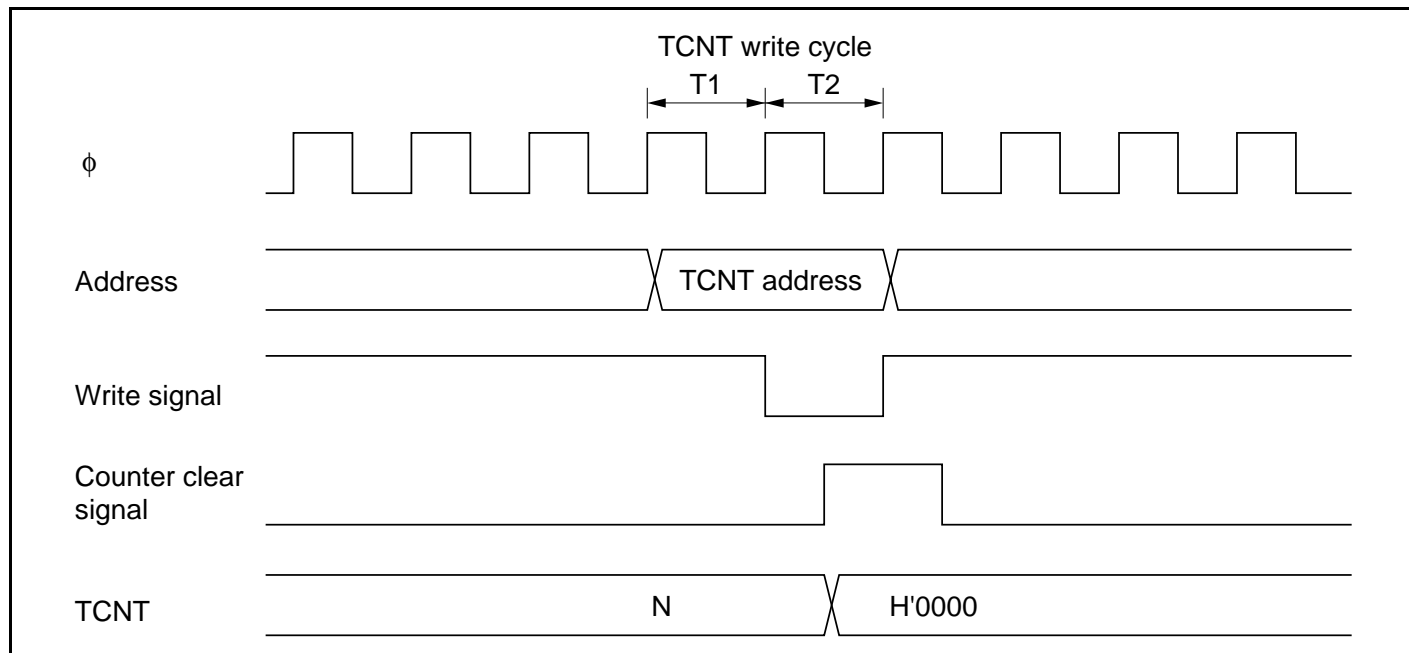 TCNT write cycle
T1 T2
ϕ
Address TCNT address
Write signal
Counter clear
signal
TCNT N H'0000